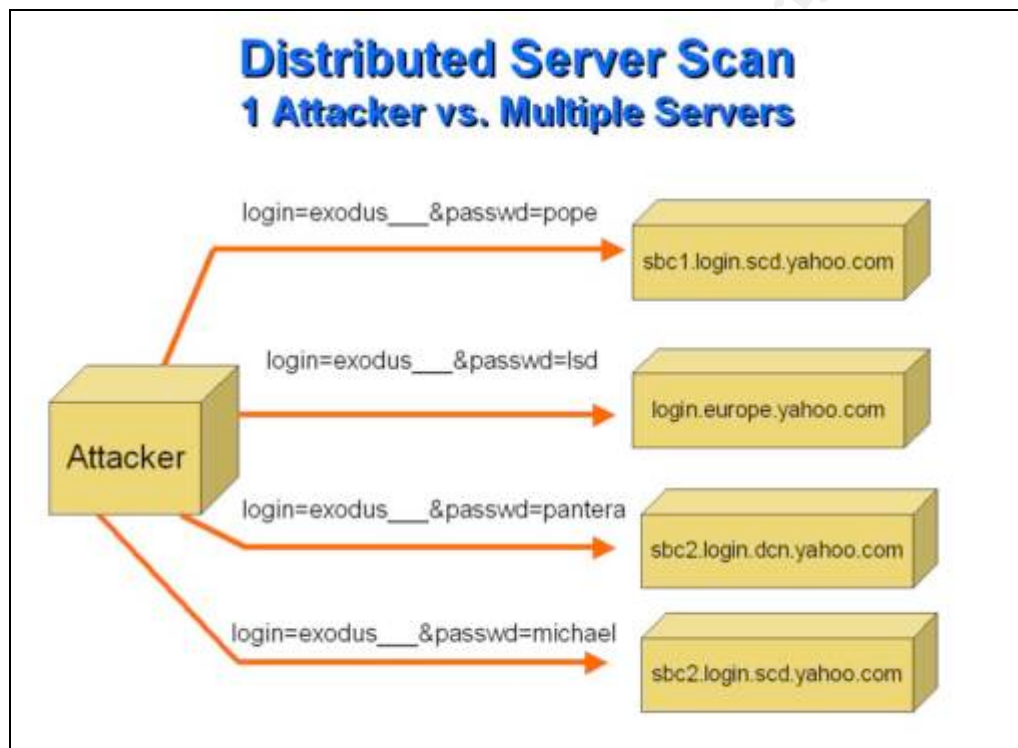 Distributed Server Scan
1 Attacker vs. Multiple Servers
login=exodus___&passwd=pope
sbc1.login.scd.yahoo.com
login=exodus___&passwd=lsd
login.europe.yahoo.com
Attacker
login=exodus___&passwd=pantera
sbc2.login.dcn.yahoo.com
login=exodus___&passwd=michael
sbc2.login.scd.yahoo.com